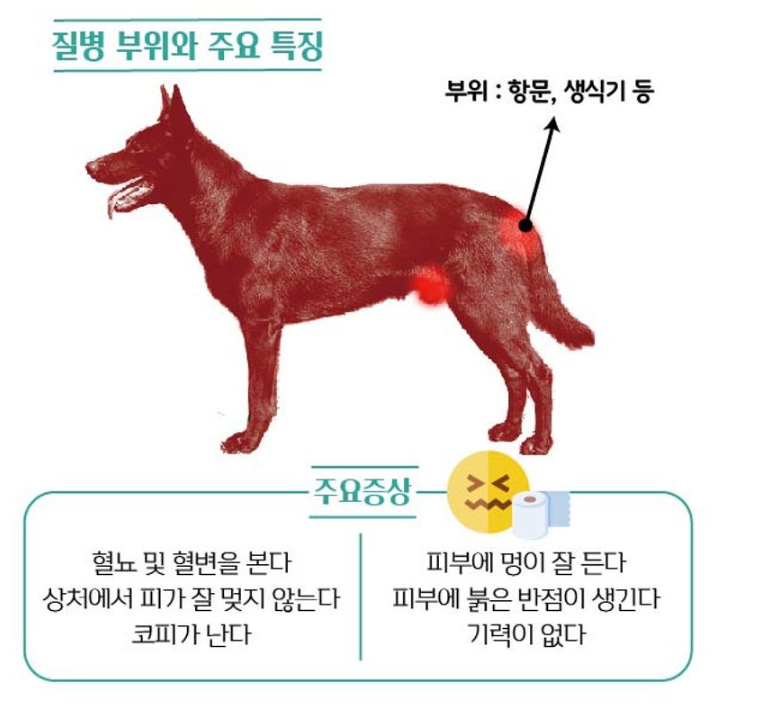 질병 부위와 주요 특징
부위 : 항문, 생식기 등
주요증상
혈뇨 및 혈변을 본다
상처에서 피가 잘 멎지 않는다
코피가 난다
피부에 멍이 잘 든다
피부에 붉은 반점이 생긴다
기력이 없다